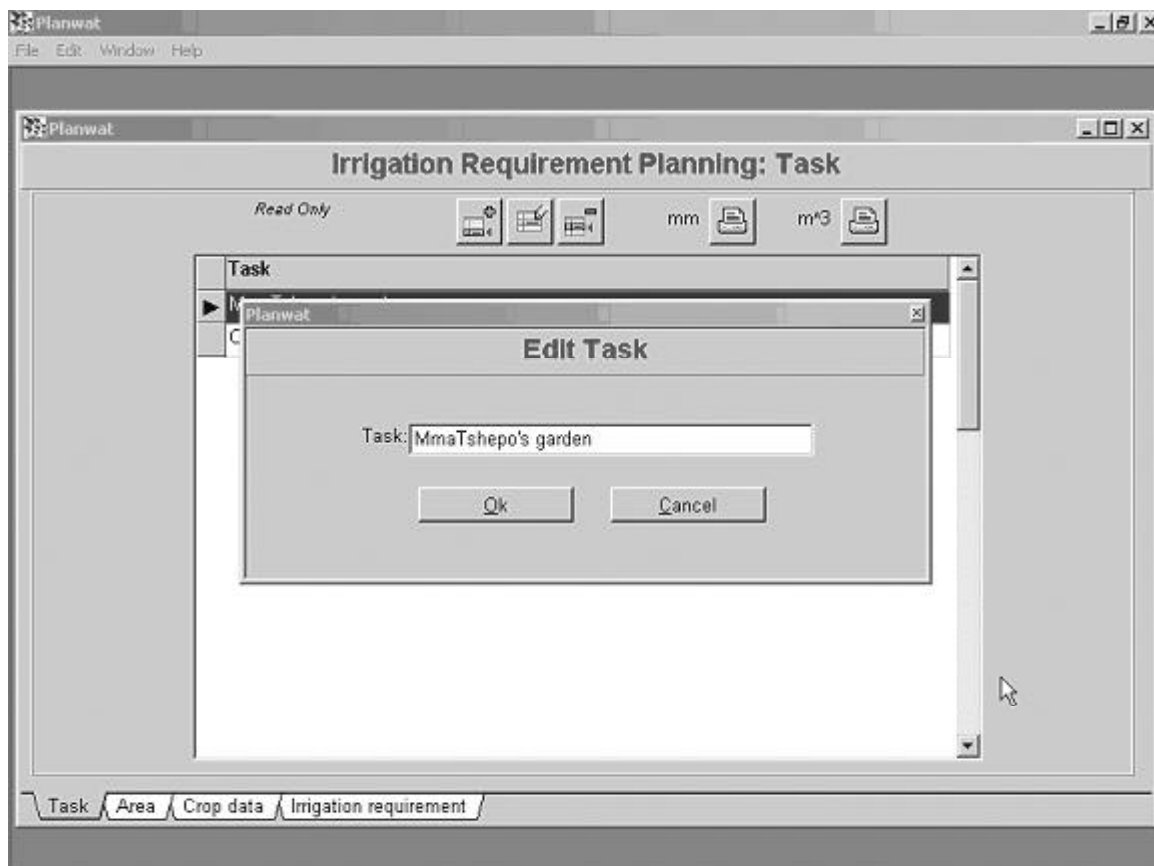 Planwat
File Edit Window Help
Planwat
Irrigation Requirement Planning: Task
Read Only mm m^3
Task
Planwat
Edit Task
Task: MmaTshepo's garden
Ok Cancel
Task Area Crop data Irrigation requirement